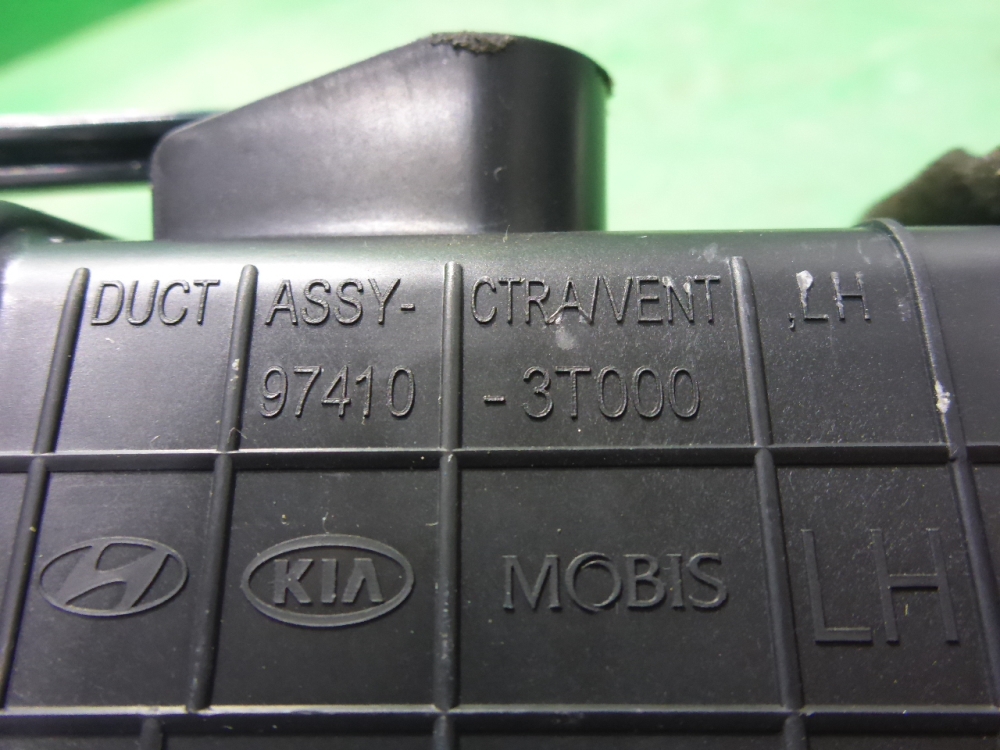 DUCT ASSY- CTRA/VENT ,LH
97410 - 3T000
KIA MOBIS LH